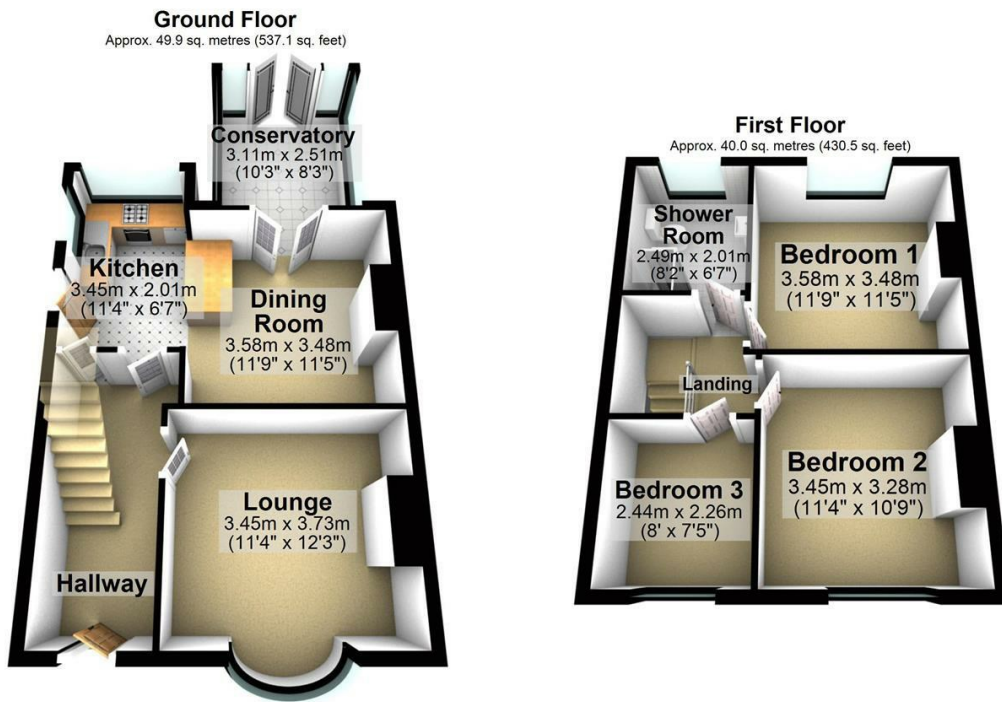 Ground Floor
Approx. 49.9 sq. metres (537.1 sq. feet)
Conservatory
3.11m x 2.51m
(10'3" x 8'3")
Kitchen
3.45m x 2.01m
(11'4" x 6'7")
Dining
Room
3.58m x 3.48m
(11'9" x 11'5")
Lounge
3.45m x 3.73m
(11'4" x 12'3")
Hallway
First Floor
Approx. 40.0 sq. metres (430.5 sq. feet)
Shower
Room
2.49m x 2.01m
(8'2" x 6'7")
Bedroom 1
3.58m x 3.48m
(11'9" x 11'5")
Landing
Bedroom 3
2.44m x 2.26m
(8' x 7'5")
Bedroom 2
3.45m x 3.28m
(11'4" x 10'9")